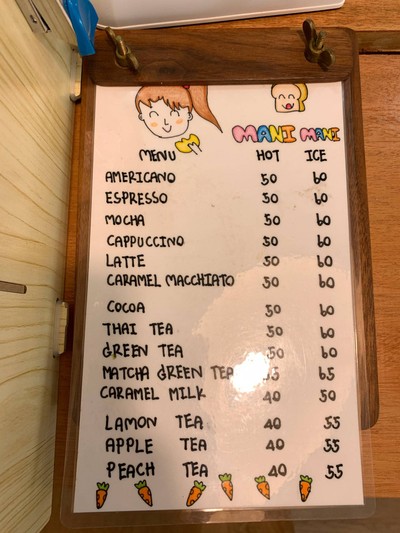 MANI MANI
MENU HOT ICE
AMERICANO 50 60
ESPRESSO 50 60
MOCHA 50 60
CAPPUCCINO 50 60
LATTE 50 60
CARAMEL MACCHIATO 50 60
COCOA 50 60
THAI TEA 50 60
GREEN TEA 50 60
MATCHA GREEN TEA 65
CARAMEL MILK 40 50
LAMON TEA 40 55
APPLE TEA 40 55
PEACH TEA 40 55